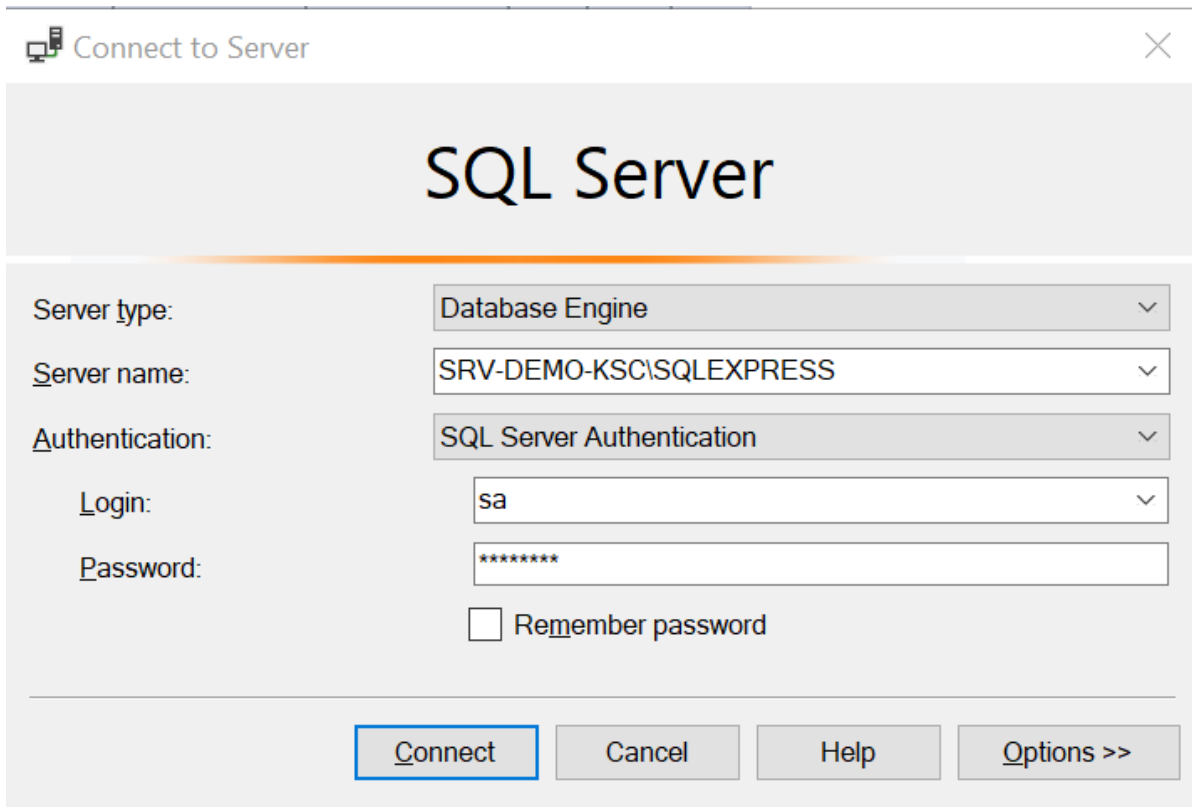 Connect to Server
SQL Server
Server type: Database Engine
Server name: SRV-DEMO-KSC\SQLEXPRESS
Authentication: SQL Server Authentication
Login: sa
Password: ********
Remember password
Connect Cancel Help Options >>